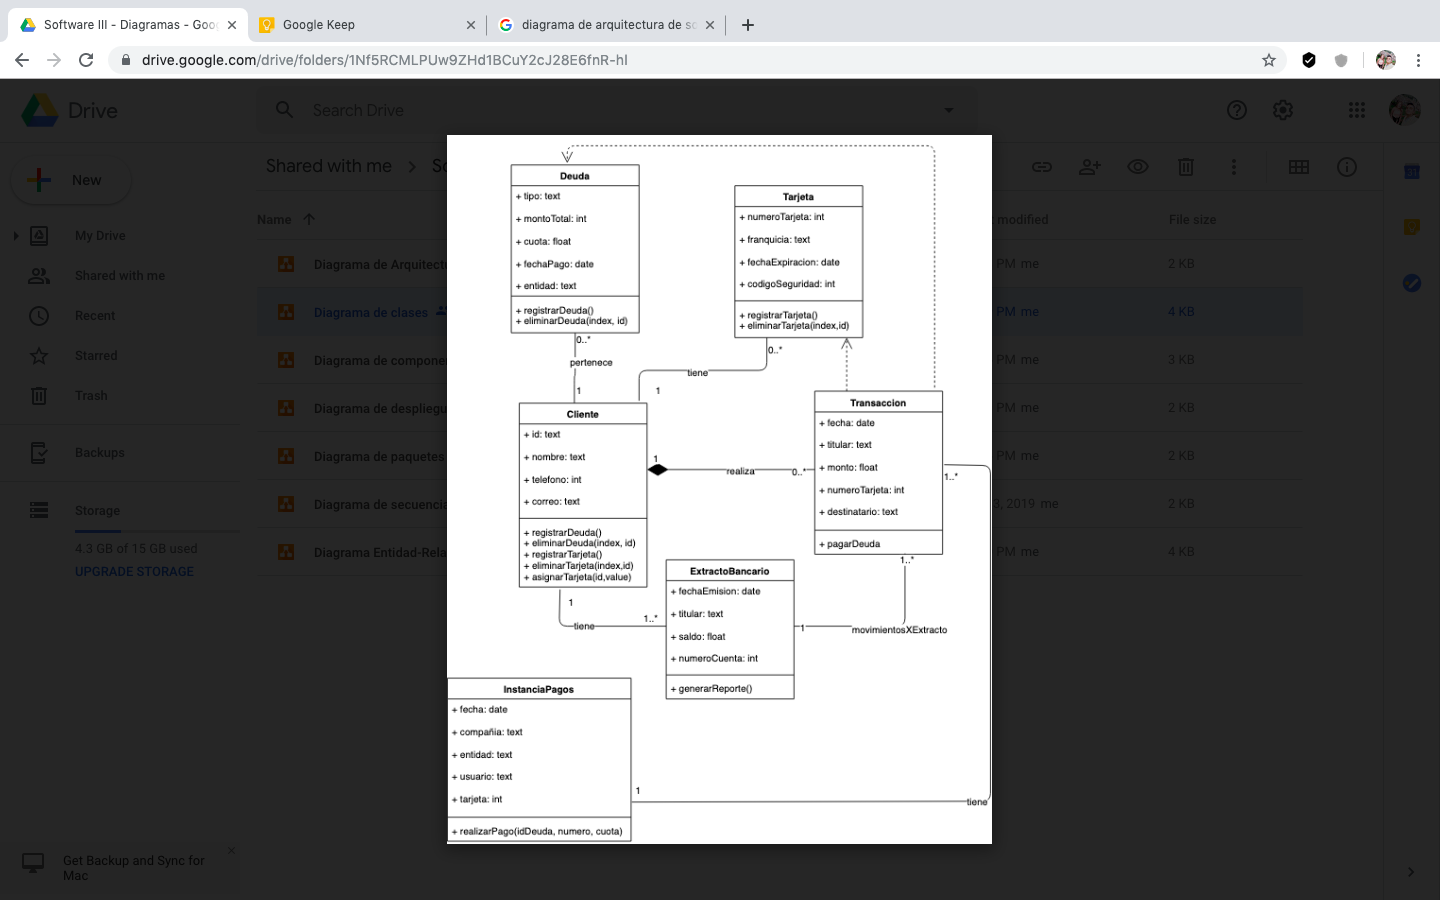 Software III - Diagramas - Goo
Google Keep
diagrama de arquitectura de so
drive.google.com/drive/folders/1Nf5RCMLPUw9ZHd1BCuY2cJ28E6fnR-hI
Drive
Search Drive
New
Shared with me
Name
modified
File size
My Drive
Shared with me
Recent
Starred
Trash
Backups
Storage
4.3 GB of 15 GB used
UPGRADE STORAGE
Get Backup and Sync for
Mac
Diagrama de Arquitectu
PM me
2 KB
Diagrama de clases
PM me
4 KB
Diagrama de compone
PM me
3 KB
Diagrama de desplieg
PM me
2 KB
Diagrama de paquetes
PM me
2 KB
Diagrama de secuencia
3, 2019 me
2 KB
Diagrama Entidad-Rela
PM me
4 KB
Deuda
+ tipo: text
+ montoTotal: int
+ cuota: float
+ fechaPago: date
+ entidad: text
+ registrarDeuda()
+ eliminarDeuda(index, id)
0..*
pertenece
1
Tarjeta
+ numeroTarjeta: int
+ franquicia: text
+ fechaExpiracion: date
+ codigoSeguridad: int
+ registrarTarjeta()
+ eliminarTarjeta(index,id)
0..*
tiene
1
Cliente
+ id: text
+ nombre: text
+ telefono: int
+ correo: text
+ registrarDeuda()
+ eliminarDeuda(index, id)
+ registrarTarjeta()
+ eliminarTarjeta(index,id)
+ asignarTarjeta(id,value)
1
realiza
0..*
Transaccion
+ fecha: date
+ titular: text
+ monto: float
+ numeroTarjeta: int
+ destinatario: text
+ pagarDeuda
1..*
1..*
1
tiene
1..*
ExtractoBancario
+ fechaEmision: date
+ titular: text
+ saldo: float
+ numeroCuenta: int
+ generarReporte()
1
movimientosXExtracto
InstanciaPagos
+ fecha: date
+ compañia: text
+ entidad: text
+ usuario: text
+ tarjeta: int
+ realizarPago(idDeuda, numero, cuota)
1
tiene